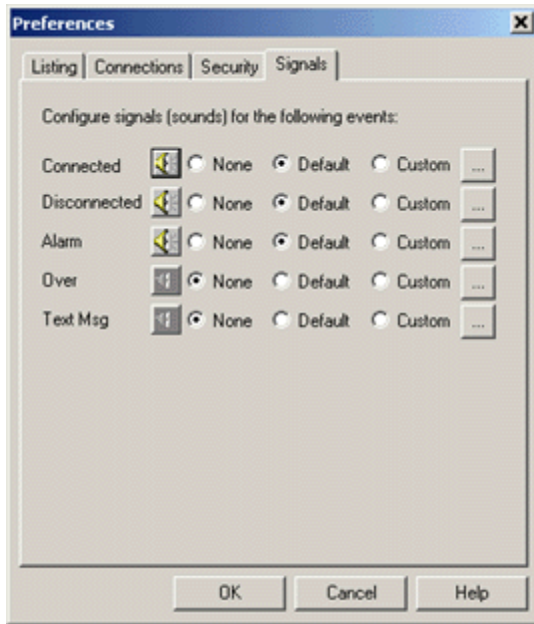 Preferences
Listing Connections Security Signals
Configure signals (sounds) for the following events:
Connected None Default Custom ...
Disconnected None Default Custom ...
Alarm None Default Custom ...
Over None Default Custom ...
Text Msg None Default Custom ...
OK Cancel Help